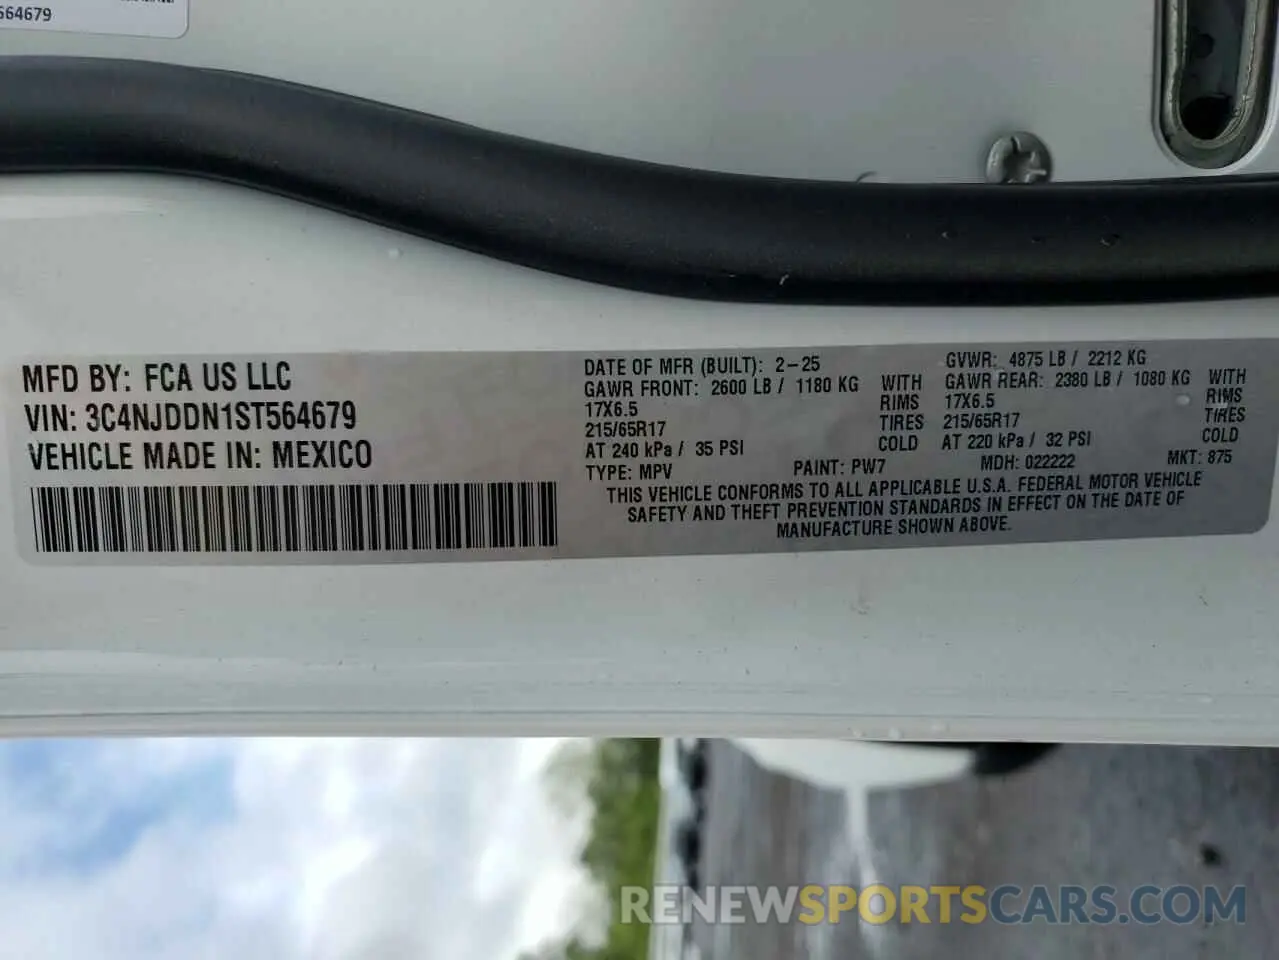 564679
MFD BY: FCA US LLC
VIN: 3C4NJDDN1ST564679
VEHICLE MADE IN: MEXICO
DATE OF MFR (BUILT): 2-25
GAWR FRONT: 2600 LB / 1180 KG WITH
17X6.5 RIMS
215/65R17 TIRES
AT 240 kPa / 35 PSI COLD
GVWR: 4875 LB / 2212 KG
GAWR REAR: 2380 LB / 1080 KG WITH
17X6.5 RIMS
215/65R17 TIRES
AT 220 kPa / 32 PSI COLD
TYPE: MPV PAINT: PW7 MDH: 022222 MKT: 875
THIS VEHICLE CONFORMS TO ALL APPLICABLE U.S.A. FEDERAL MOTOR VEHICLE
SAFETY AND THEFT PREVENTION STANDARDS IN EFFECT ON THE DATE OF
MANUFACTURE SHOWN ABOVE.
RENEWSPORTSCARS.COM